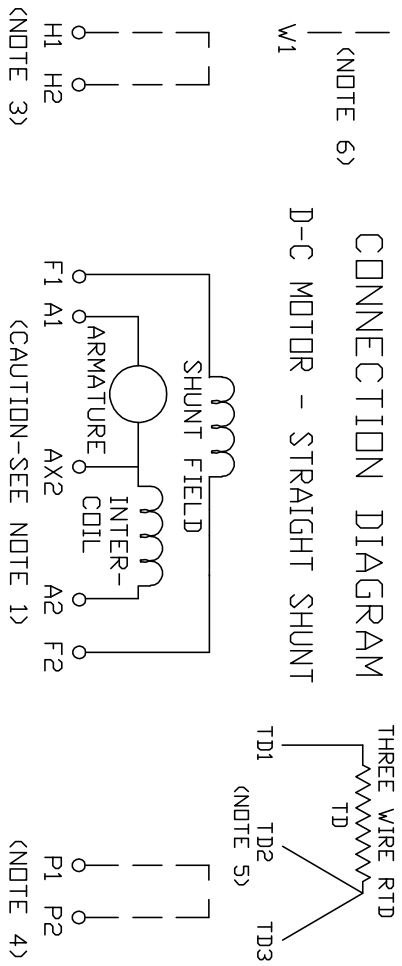 CONNECTION DIAGRAM
D-C MOTOR - STRAIGHT SHUNT
W1
(NOTE 6)
H1
H2
(NOTE 3)
SHUNT FIELD
ARMATURE
INTER-
COIL
F1
A1
AX2
A2
F2
(CAUTION-SEE NOTE 1)
THREE WIRE RTD
TD
TD1
TD2
TD3
(NOTE 5)
P1
P2
(NOTE 4)